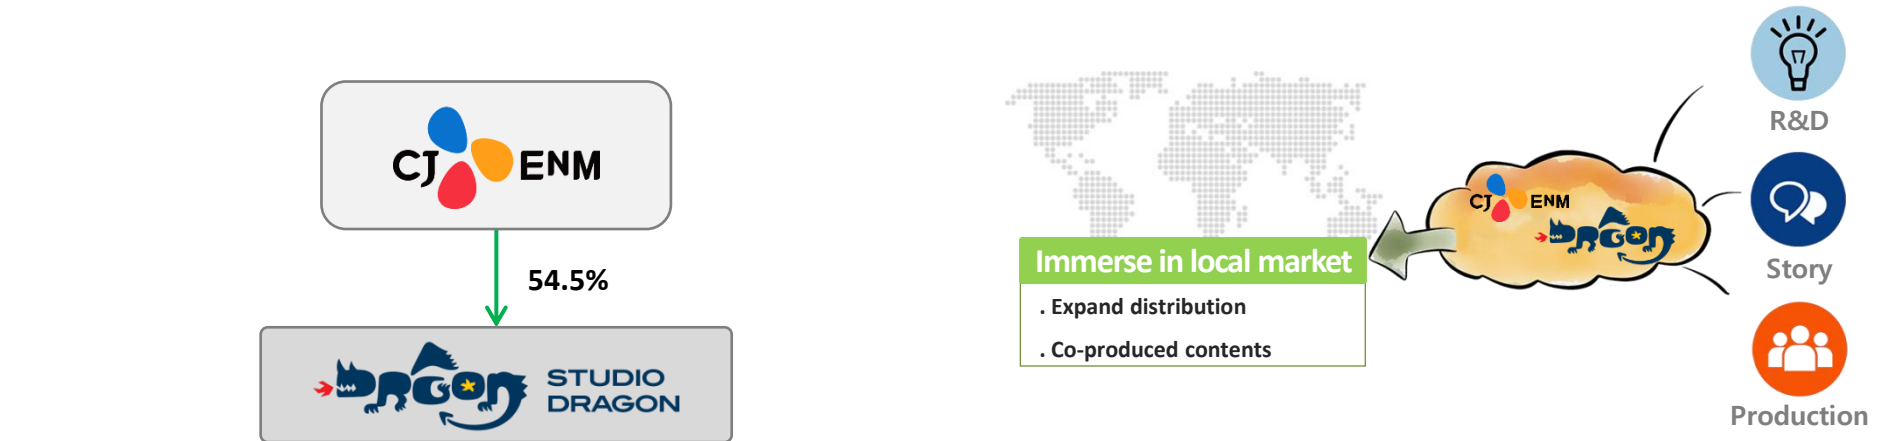 CJ ENM
54.5%
DRAGON
STUDIO
DRAGON
Immerse in local market
. Expand distribution
. Co-produced contents
CJ ENM
DRAGON
R&D
Story
Production